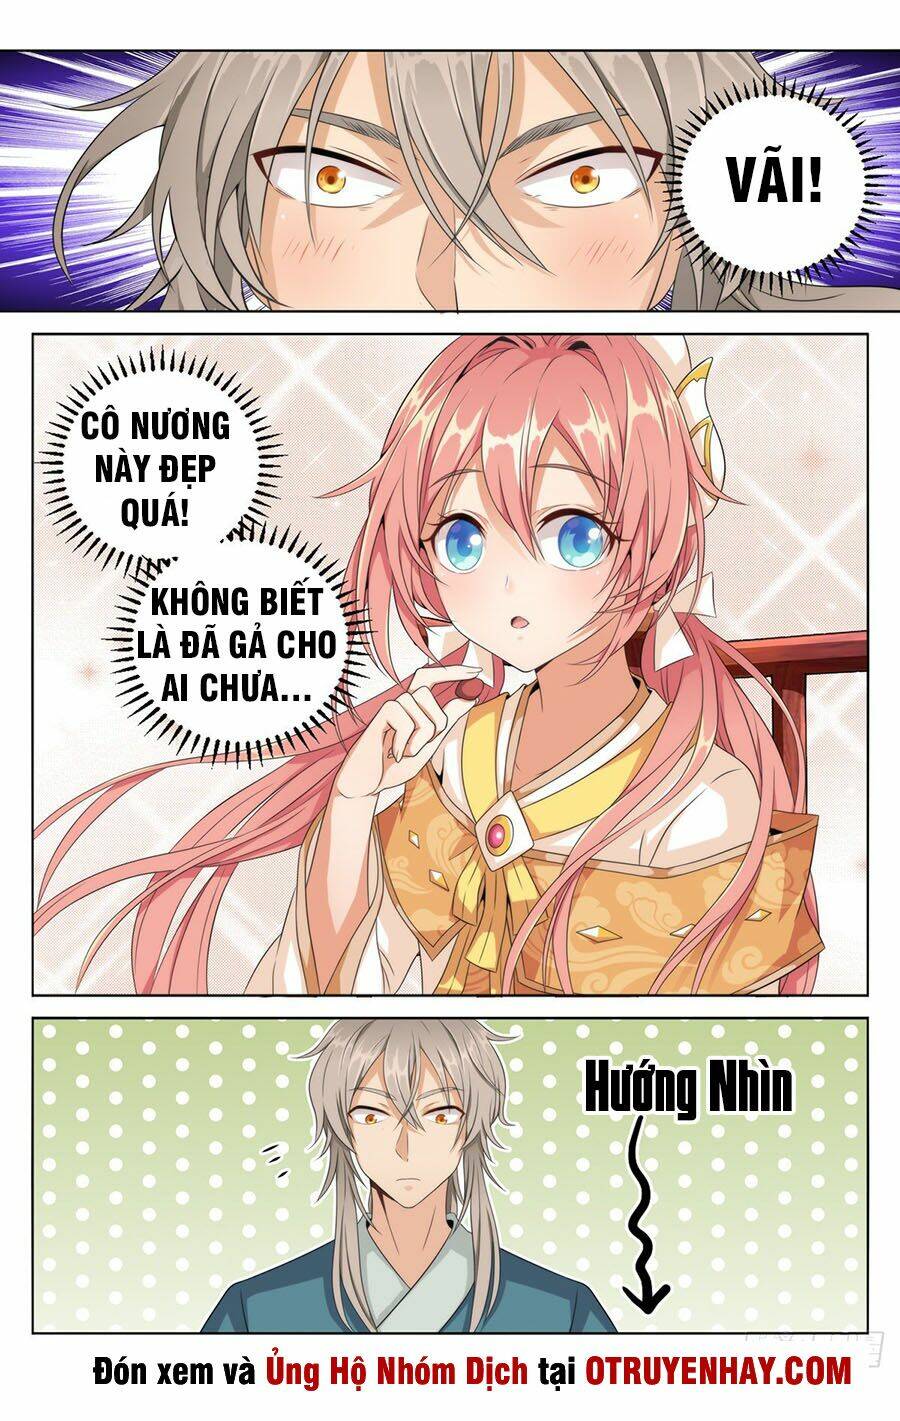 VÃI!
CÔ NƯƠNG
NÀY ĐẸP
QUÁ!
KHÔNG BIẾT
LÀ ĐÃ GẢ CHO
AI CHƯA...
Hướng Nhìn
Đón xem và Ủng Hộ Nhóm Dịch tại OTRUYENHAY.COM